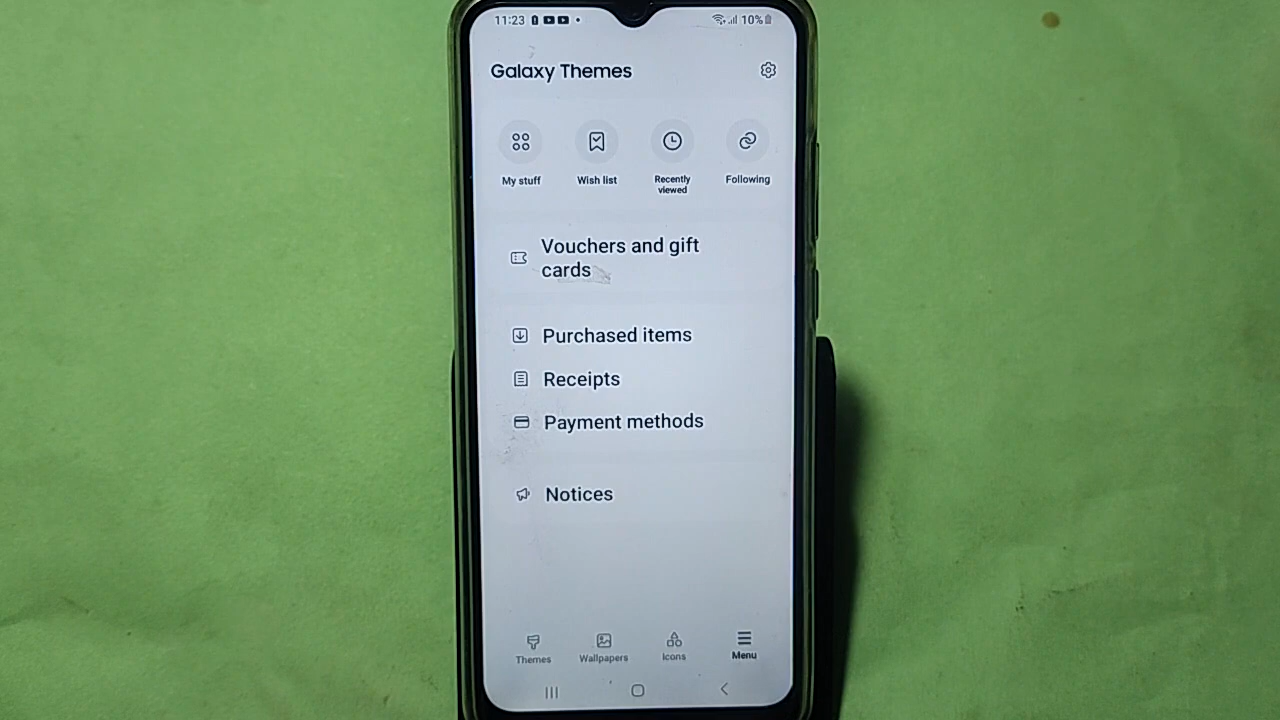 11:23
10%
Galaxy Themes
My stuff
Wish list
Recently
viewed
Following
Vouchers and gift
cards
Purchased items
Receipts
Payment methods
Notices
Themes
Wallpapers
Icons
Menu